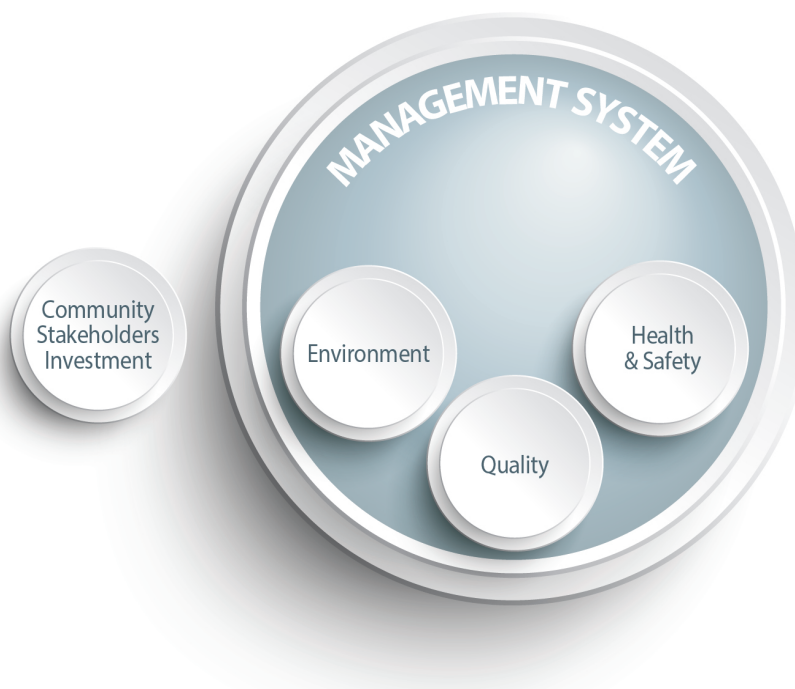 MANAGEMENT SYSTEM
Community
Stakeholders
Investment
Environment
Health
& Safety
Quality